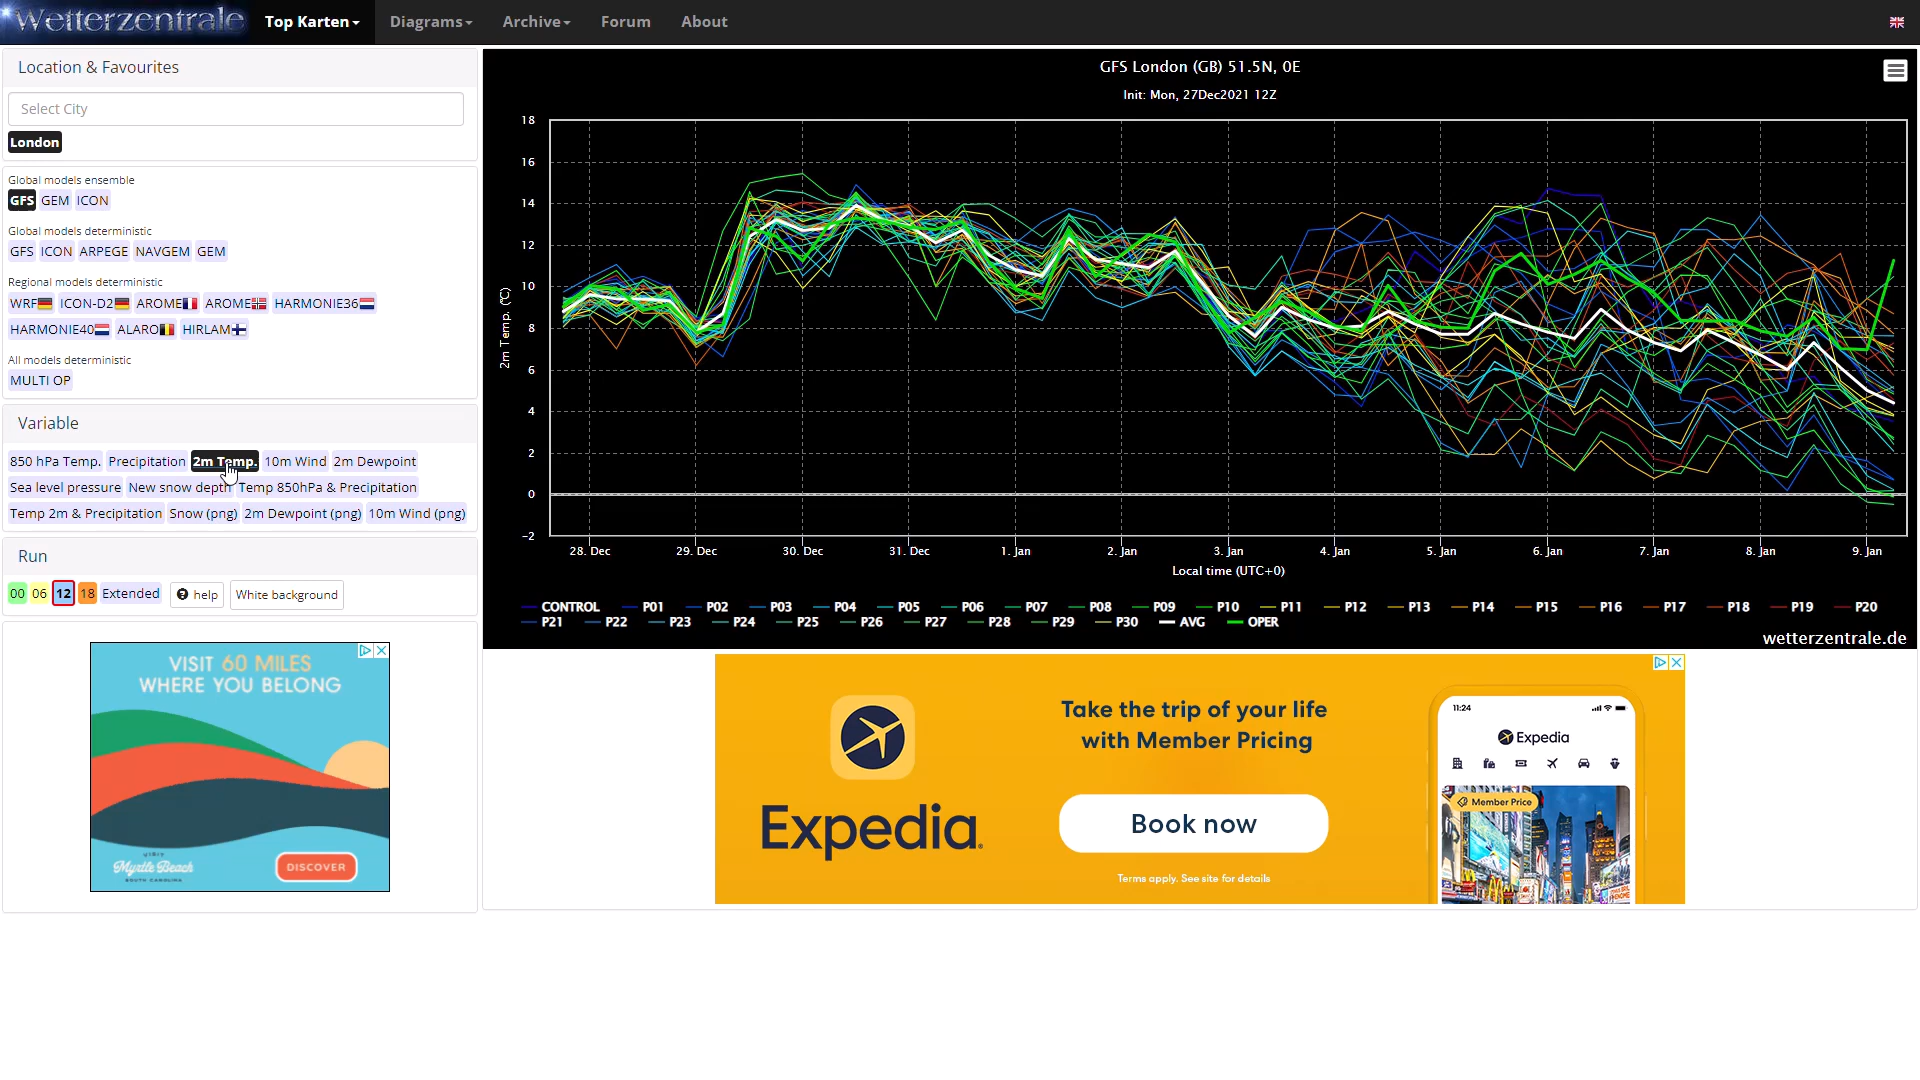 Wetterzentrale
Top Karten
Diagrams
Archive
Forum
About
Location & Favourites
Select City
London
Global models ensemble
GFS GEM ICON
Global models deterministic
GFS ICON ARPEGE NAVGEM GEM
Regional models deterministic
WRF ICON-D2 AROME AROME HARMONIE36
HARMONIE40 ALARO HIRLAM
All models deterministic
MULTI OP
Variable
850 hPa Temp. Precipitation 2m Temp. 10m Wind 2m Dewpoint
Sea level pressure New snow depth Temp 850hPa & Precipitation
Temp 2m & Precipitation Snow (png) 2m Dewpoint (png) 10m Wind (png)
Run
00 06 12 18 Extended help White background
VISIT 60 MILES
WHERE YOU BELONG
VISIT
Myrtle Beach
SOUTH CAROLINA
DISCOVER
GFS London (GB) 51.5N, 0E
Init: Mon, 27Dec2021 12Z
2m Temp. (°C)
18
16
14
12
10
8
6
4
2
0
-2
28. Dec 29. Dec 30. Dec 31. Dec 1. Jan 2. Jan 3. Jan 4. Jan 5. Jan 6. Jan 7. Jan 8. Jan 9. Jan
Local time (UTC+0)
CONTROL P01 P02 P03 P04 P05 P06 P07 P08 P09 P10 P11 P12 P13 P14 P15 P16 P17 P18 P19 P20
P21 P22 P23 P24 P25 P26 P27 P28 P29 P30 AVG OPER
wetterzentrale.de
Expedia
Take the trip of your life
with Member Pricing
Book now
Terms apply. See site for details
11:24
Expedia
Member Price